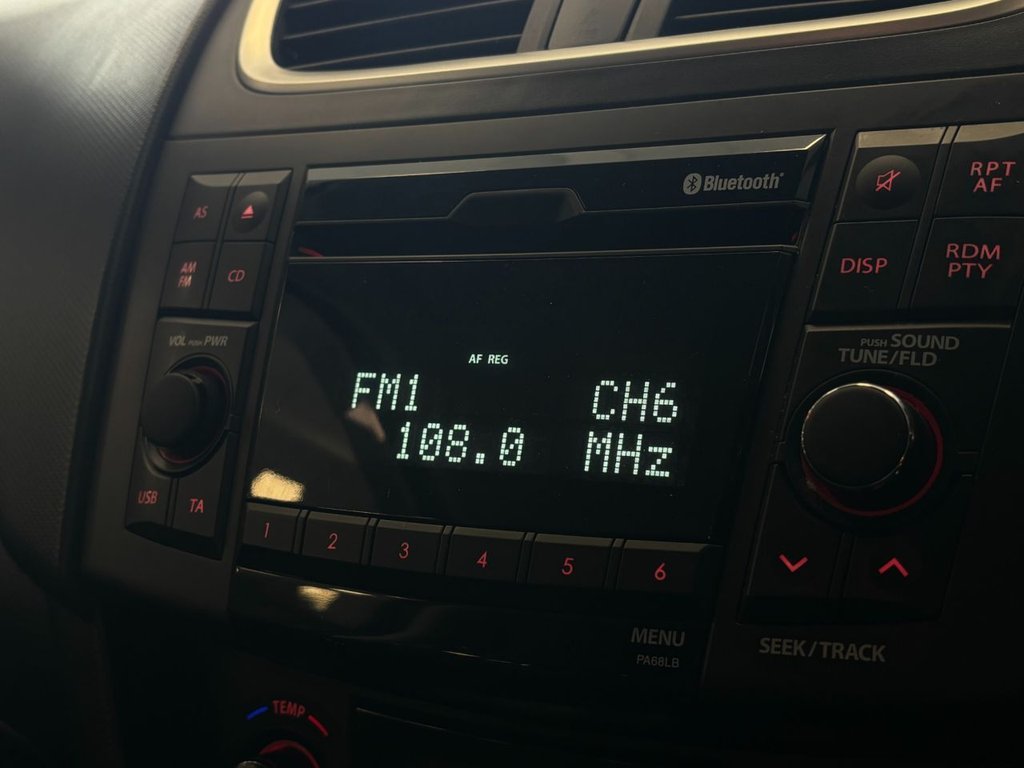 Bluetooth
AS
AM
FM
CD
RPT
AF
DISP
RDM
PTY
VOL PUSH PWR
PUSH SOUND
TUNE/FLD
AF REG
FM1 CH6
108.0 MHz
USB
TA
1 2 3 4 5 6
MENU
PA68LB
SEEK/TRACK
TEMP